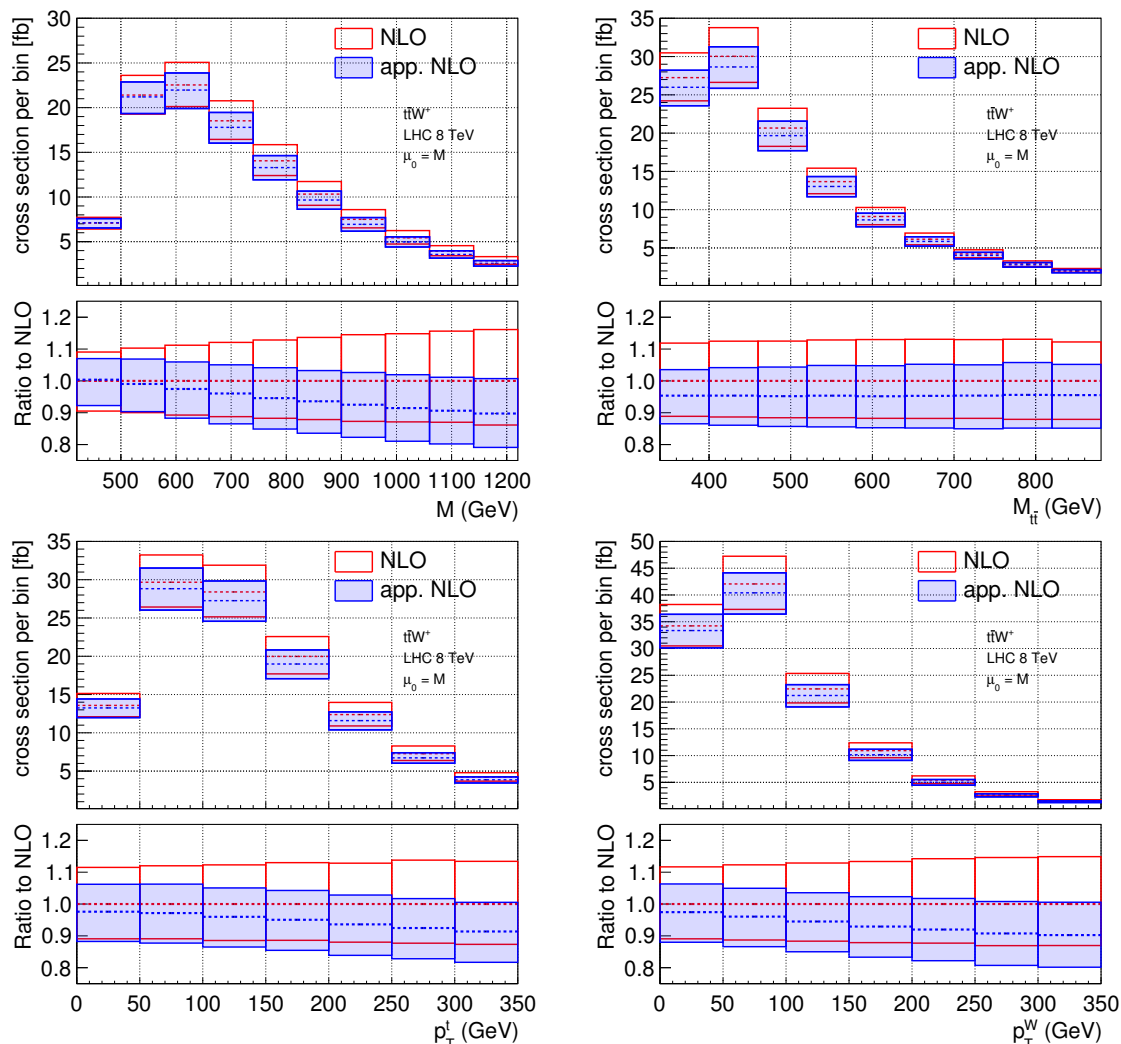 cross section per bin [fb]
30
25
20
15
10
5
NLO
app. NLO
tt̄W⁺
LHC 8 TeV
μ₀ = M
Ratio to NLO
1.2
1.1
1.0
0.9
0.8
500 600 700 800 900 1000 1100 1200
M (GeV)
cross section per bin [fb]
35
30
25
20
15
10
5
NLO
app. NLO
tt̄W⁺
LHC 8 TeV
μ₀ = M
Ratio to NLO
1.2
1.1
1.0
0.9
0.8
400 500 600 700 800
M_tt̄ (GeV)
cross section per bin [fb]
35
30
25
20
15
10
5
NLO
app. NLO
tt̄W⁺
LHC 8 TeV
μ₀ = M
Ratio to NLO
1.2
1.1
1.0
0.9
0.8
0 50 100 150 200 250 300 350
p_T^t (GeV)
cross section per bin [fb]
50
45
40
35
30
25
20
15
10
5
NLO
app. NLO
tt̄W⁺
LHC 8 TeV
μ₀ = M
Ratio to NLO
1.2
1.1
1.0
0.9
0.8
0 50 100 150 200 250 300 350
p_T^W (GeV)